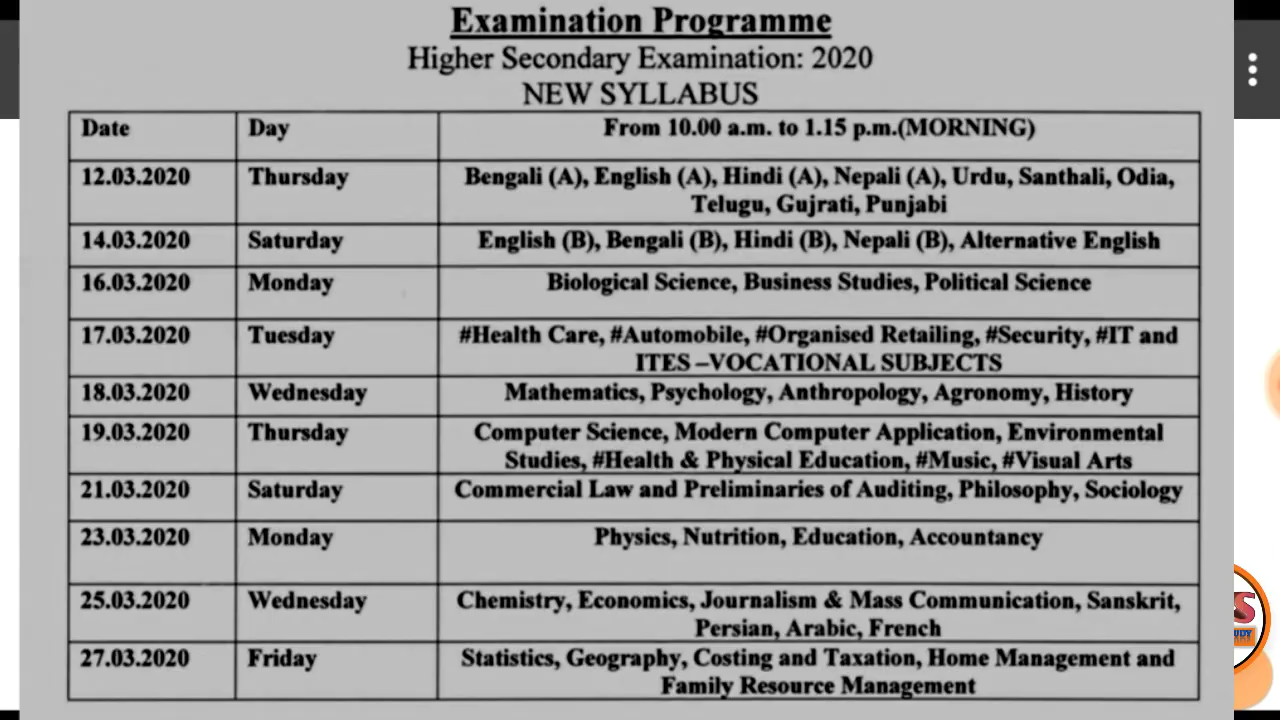 Examination Programme
Higher Secondary Examination: 2020
NEW SYLLABUS
Date Day From 10.00 a.m. to 1.15 p.m.(MORNING)
12.03.2020 Thursday Bengali (A), English (A), Hindi (A), Nepali (A), Urdu, Santhali, Odia,
Telugu, Gujrati, Punjabi
14.03.2020 Saturday English (B), Bengali (B), Hindi (B), Nepali (B), Alternative English
16.03.2020 Monday Biological Science, Business Studies, Political Science
17.03.2020 Tuesday #Health Care, #Automobile, #Organised Retailing, #Security, #IT and
ITES –VOCATIONAL SUBJECTS
18.03.2020 Wednesday Mathematics, Psychology, Anthropology, Agronomy, History
19.03.2020 Thursday Computer Science, Modern Computer Application, Environmental
Studies, #Health & Physical Education, #Music, #Visual Arts
21.03.2020 Saturday Commercial Law and Preliminaries of Auditing, Philosophy, Sociology
23.03.2020 Monday Physics, Nutrition, Education, Accountancy
25.03.2020 Wednesday Chemistry, Economics, Journalism & Mass Communication, Sanskrit,
Persian, Arabic, French
27.03.2020 Friday Statistics, Geography, Costing and Taxation, Home Management and
Family Resource Management